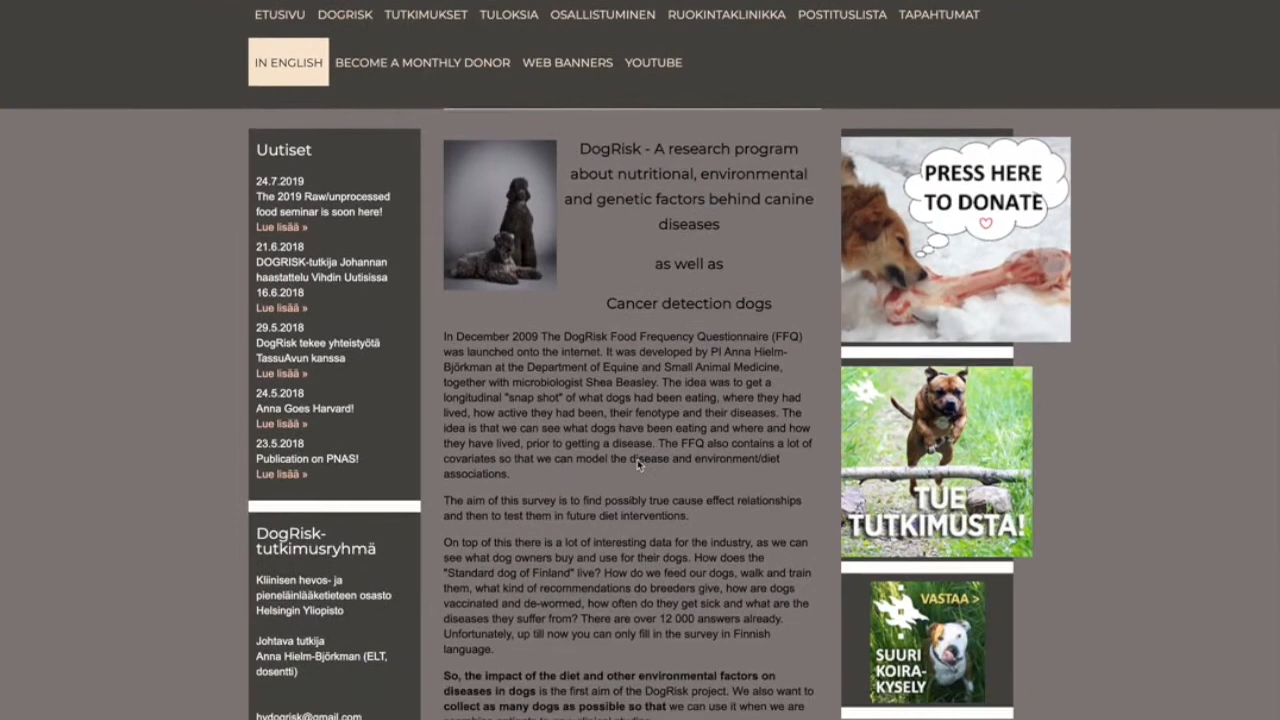 ETUSIVU DOGRISK TUTKIMUKSET TULOKSIA OSALLISTUMINEN RUOKINTAKLINIKKA POSTITUSLISTA TAPAHTUMAT
IN ENGLISH BECOME A MONTHLY DONOR WEB BANNERS YOUTUBE
Uutiset
24.7.2019
The 2019 Raw/unprocessed
food seminar is soon here!
Lue lisää »
21.6.2018
DOGRISK-tutkija Johannan
haastattelu Vihdin Uutisissa
16.6.2018
Lue lisää »
29.5.2018
DogRisk tekee yhteistyötä
TassuAvun kanssa
Lue lisää »
24.5.2018
Anna Goes Harvard!
Lue lisää »
23.5.2018
Publication on PNAS!
Lue lisää »
DogRisk-
tutkimusryhmä
Kliinisen hevos- ja
pieneläinlääketieteen osasto
Helsingin Yliopisto
Johtava tutkija
Anna Hielm-Björkman (ELT,
dosentti)
hydogrisk@gmail.com
DogRisk - A research program
about nutritional, environmental
and genetic factors behind canine
diseases
as well as
Cancer detection dogs
In December 2009 The DogRisk Food Frequency Questionnaire (FFQ)
was launched onto the internet. It was developed by PI Anna Hielm-
Björkman at the Department of Equine and Small Animal Medicine,
together with microbiologist Shea Beasley. The idea was to get a
longitudinal "snap shot" of what dogs had been eating, where they had
lived, how active they had been, their fenotype and their diseases. The
idea is that we can see what dogs have been eating and where and how
they have lived, prior to getting a disease. The FFQ also contains a lot of
covariates so that we can model the disease and environment/diet
associations.
The aim of this survey is to find possibly true cause effect relationships
and then to test them in future diet interventions.
On top of this there is a lot of interesting data for the industry, as we can
see what dog owners buy and use for their dogs. How does the
"Standard dog of Finland" live? How do we feed our dogs, walk and train
them, what kind of recommendations do breeders give, how are dogs
vaccinated and de-wormed, how often do they get sick and what are the
diseases they suffer from? There are over 12 000 answers already.
Unfortunately, up till now you can only fill in the survey in Finnish
language.
So, the impact of the diet and other environmental factors on
diseases in dogs is the first aim of the DogRisk project. We also want to
collect as many dogs as possible so that we can use it when we are
PRESS HERE
TO DONATE
TUE
TUTKIMUSTA!
VASTAA >
SUURI
KOIRA-
KYSELY